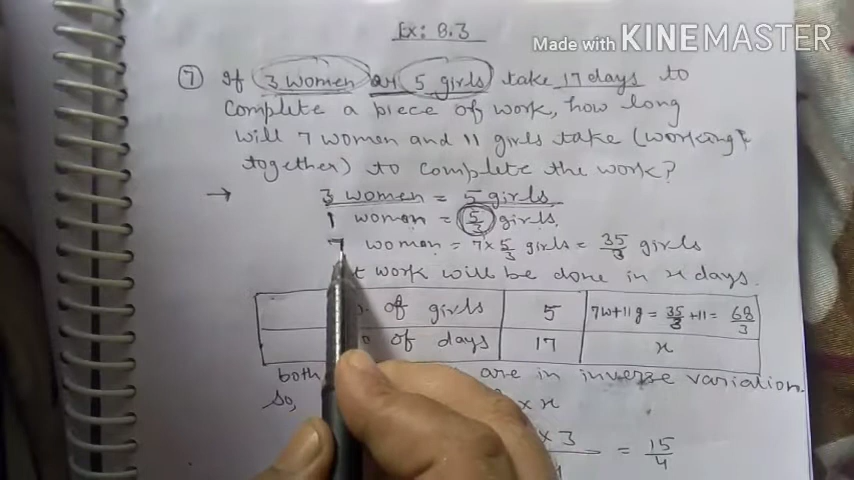 Ex: 8.3
Made with KINEMASTER
7 If 3 women or 5 girls take 17 days to
complete a piece of work, how long
will 7 women and 11 girls take (working
together) to complete the work?
→ 3 women = 5 girls
1 women = 5/3 girls
7 women = 7 × 5/3 girls = 35/3 girls
work will be done in x days.
of girls 5 7w+11g = 35/3 +11 = 68/3
of days 17 x
both are in inverse variation.
So, × x
× 3 = 15/4